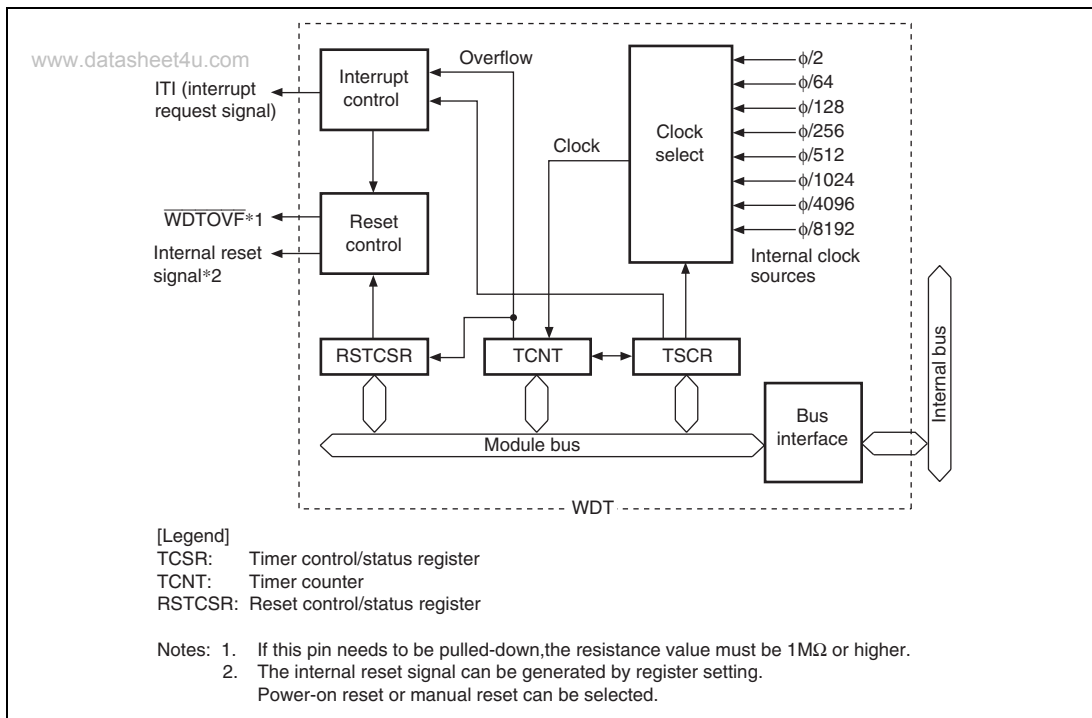 www.datasheet4u.com
Overflow
ITI (interrupt
request signal)
Interrupt
control
Clock
Clock
select
ϕ/2
ϕ/64
ϕ/128
ϕ/256
ϕ/512
ϕ/1024
ϕ/4096
ϕ/8192
Internal clock
sources
WDTOVF*1
Internal reset
signal*2
Reset
control
RSTCSR
TCNT
TSCR
Module bus
Bus
interface
Internal bus
WDT
[Legend]
TCSR: Timer control/status register
TCNT: Timer counter
RSTCSR: Reset control/status register
Notes: 1. If this pin needs to be pulled-down,the resistance value must be 1MΩ or higher.
2. The internal reset signal can be generated by register setting.
Power-on reset or manual reset can be selected.